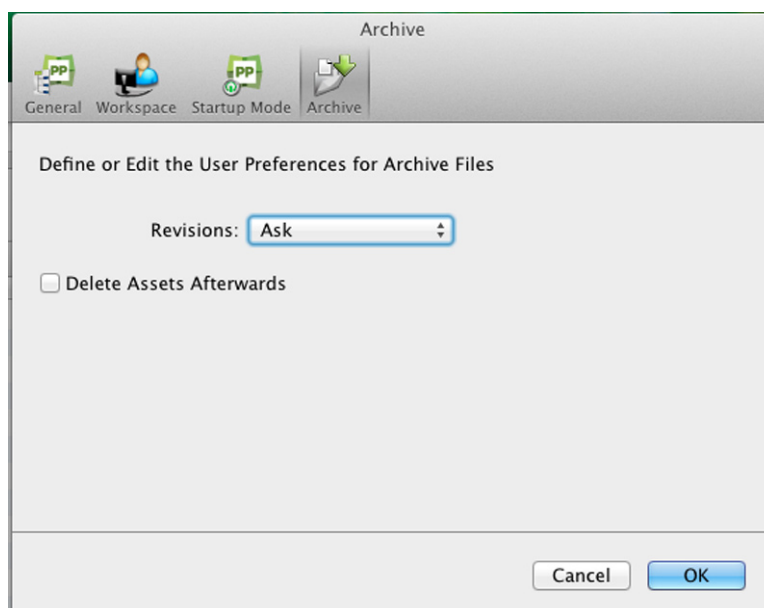 Archive
PP PP
General Workspace Startup Mode Archive
Define or Edit the User Preferences for Archive Files
Revisions: Ask
Delete Assets Afterwards
Cancel OK